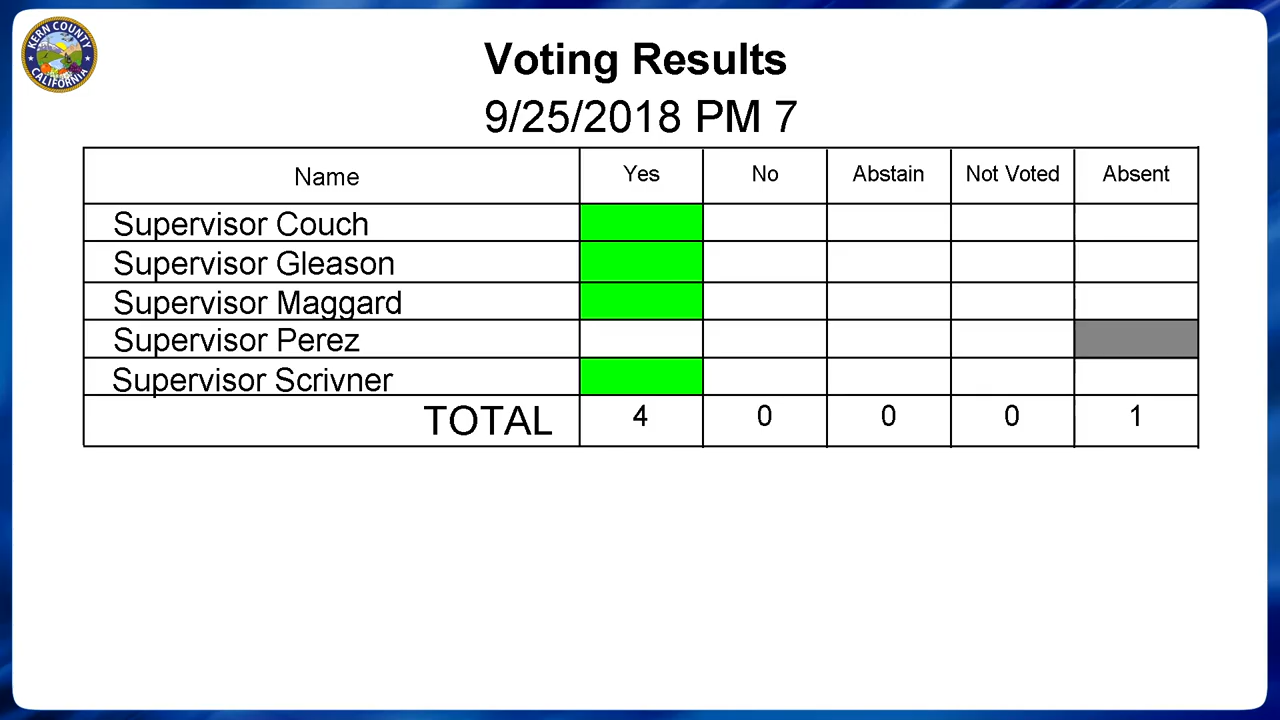 KERN COUNTY
CALIFORNIA
Voting Results
9/25/2018 PM 7
Name Yes No Abstain Not Voted Absent
Supervisor Couch
Supervisor Gleason
Supervisor Maggard
Supervisor Perez
Supervisor Scrivner
TOTAL 4 0 0 0 1